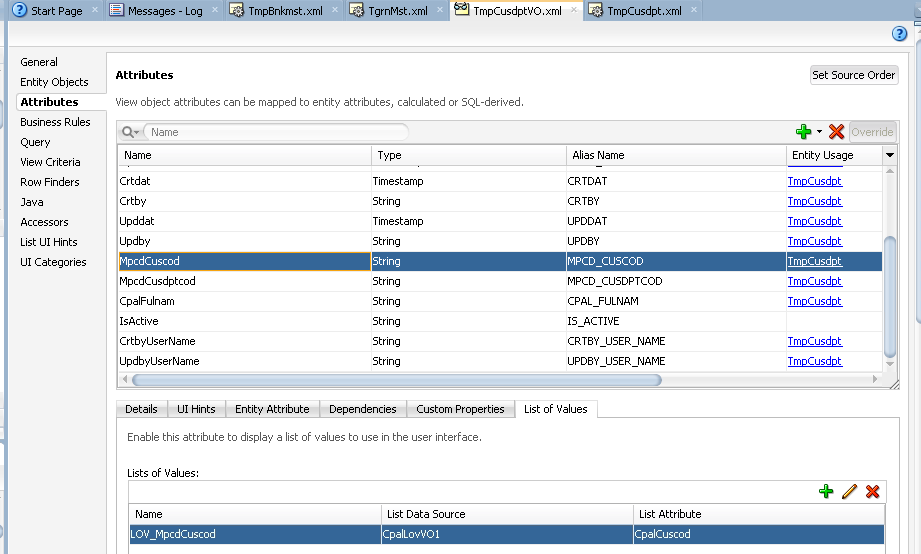 Start Page Messages - Log TmpBnkmst.xml TgrnMst.xml TmpCusdptVO.xml TmpCusdpt.xml
General
Entity Objects
Attributes
Business Rules
Query
View Criteria
Row Finders
Java
Accessors
List UI Hints
UI Categories
Attributes
Set Source Order
View object attributes can be mapped to entity attributes, calculated or SQL-derived.
Name
Override
Name Type Alias Name Entity Usage
Crtdat Timestamp CRTDAT TmpCusdpt
Crtby String CRTBY TmpCusdpt
Upddat Timestamp UPDDAT TmpCusdpt
Updby String UPDBY TmpCusdpt
MpcdCuscod String MPCD_CUSCOD TmpCusdpt
MpcdCusdptcod String MPCD_CUSDPTCOD TmpCusdpt
CpalFulnam String CPAL_FULNAM TmpCusdpt
IsActive String IS_ACTIVE
CrtbyUserName String CRTBY_USER_NAME TmpCusdpt
UpdbyUserName String UPDBY_USER_NAME TmpCusdpt
Details UI Hints Entity Attribute Dependencies Custom Properties List of Values
Enable this attribute to display a list of values to use in the user interface.
Lists of Values:
Name List Data Source List Attribute
LOV_MpcdCuscod CpalLovVO1 CpalCuscod